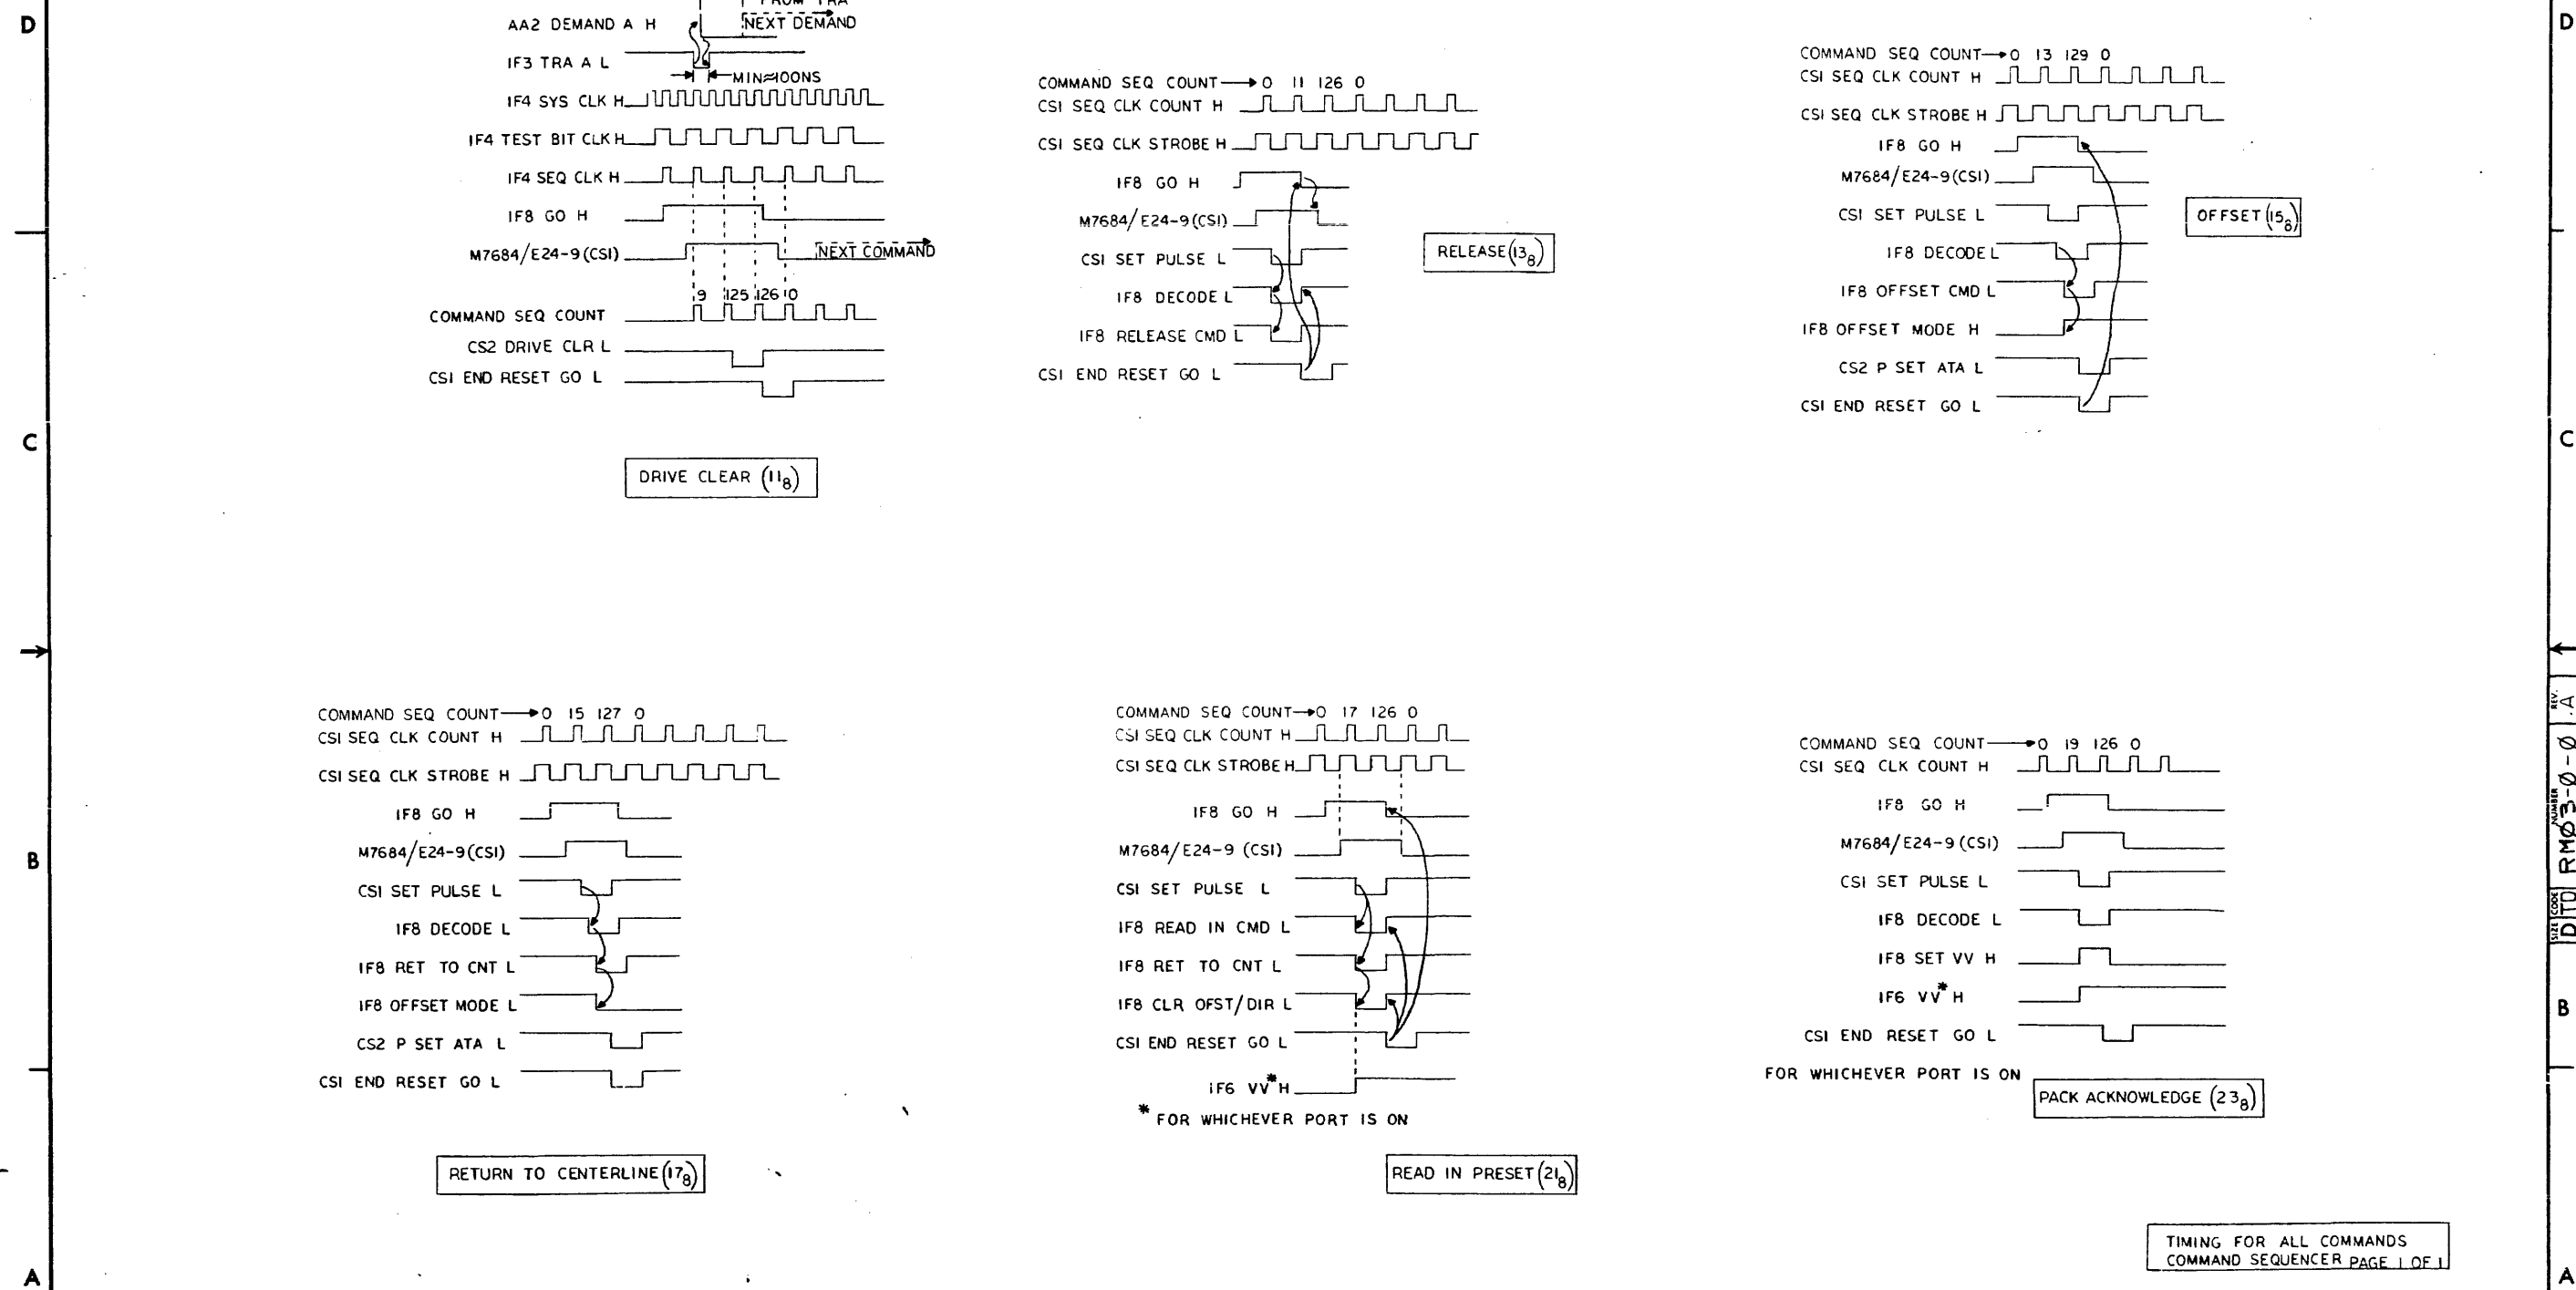 D
FROM TRA
AA2 DEMAND A H
NEXT DEMAND
IF3 TRA A L
MIN≈100NS
IF4 SYS CLK H
IF4 TEST BIT CLK H
IF4 SEQ CLK H
IF8 GO H
M7684/E24-9(CSI)
NEXT COMMAND
9 125 126 0
COMMAND SEQ COUNT
CS2 DRIVE CLR L
CSI END RESET GO L
DRIVE CLEAR (11₈)
COMMAND SEQ COUNT→0 11 126 0
CSI SEQ CLK COUNT H
CSI SEQ CLK STROBE H
IF8 GO H
M7684/E24-9(CSI)
CSI SET PULSE L
IF8 DECODE L
IF8 RELEASE CMD L
CSI END RESET GO L
RELEASE(13₈)
COMMAND SEQ COUNT→0 13 129 0
CSI SEQ CLK COUNT H
CSI SEQ CLK STROBE H
IF8 GO H
M7684/E24-9(CSI)
CSI SET PULSE L
IF8 DECODE L
IF8 OFFSET CMD L
IF8 OFFSET MODE H
CS2 P SET ATA L
CSI END RESET GO L
OFFSET(15₈)
D
C
C
COMMAND SEQ COUNT→0 15 127 0
CSI SEQ CLK COUNT H
CSI SEQ CLK STROBE H
IF8 GO H
M7684/E24-9(CSI)
CSI SET PULSE L
IF8 DECODE L
IF8 RET TO CNT L
IF8 OFFSET MODE L
CS2 P SET ATA L
CSI END RESET GO L
RETURN TO CENTERLINE(17₈)
COMMAND SEQ COUNT→0 17 126 0
CSI SEQ CLK COUNT H
CSI SEQ CLK STROBE H
IF8 GO H
M7684/E24-9 (CSI)
CSI SET PULSE L
IF8 READ IN CMD L
IF8 RET TO CNT L
IF8 CLR OFST/DIR L
CSI END RESET GO L
IF6 VV* H
* FOR WHICHEVER PORT IS ON
READ IN PRESET(21₈)
COMMAND SEQ COUNT→0 19 126 0
CSI SEQ CLK COUNT H
IF8 GO H
M7684/E24-9(CSI)
CSI SET PULSE L
IF8 DECODE L
IF8 SET VV H
IF6 VV* H
CSI END RESET GO L
FOR WHICHEVER PORT IS ON
PACK ACKNOWLEDGE (23₈)
B
B
SIZE D
CODE TD
NUMBER RMØ3-Ø-Ø
REV. A
TIMING FOR ALL COMMANDS
COMMAND SEQUENCER PAGE 1 OF 1
A
A